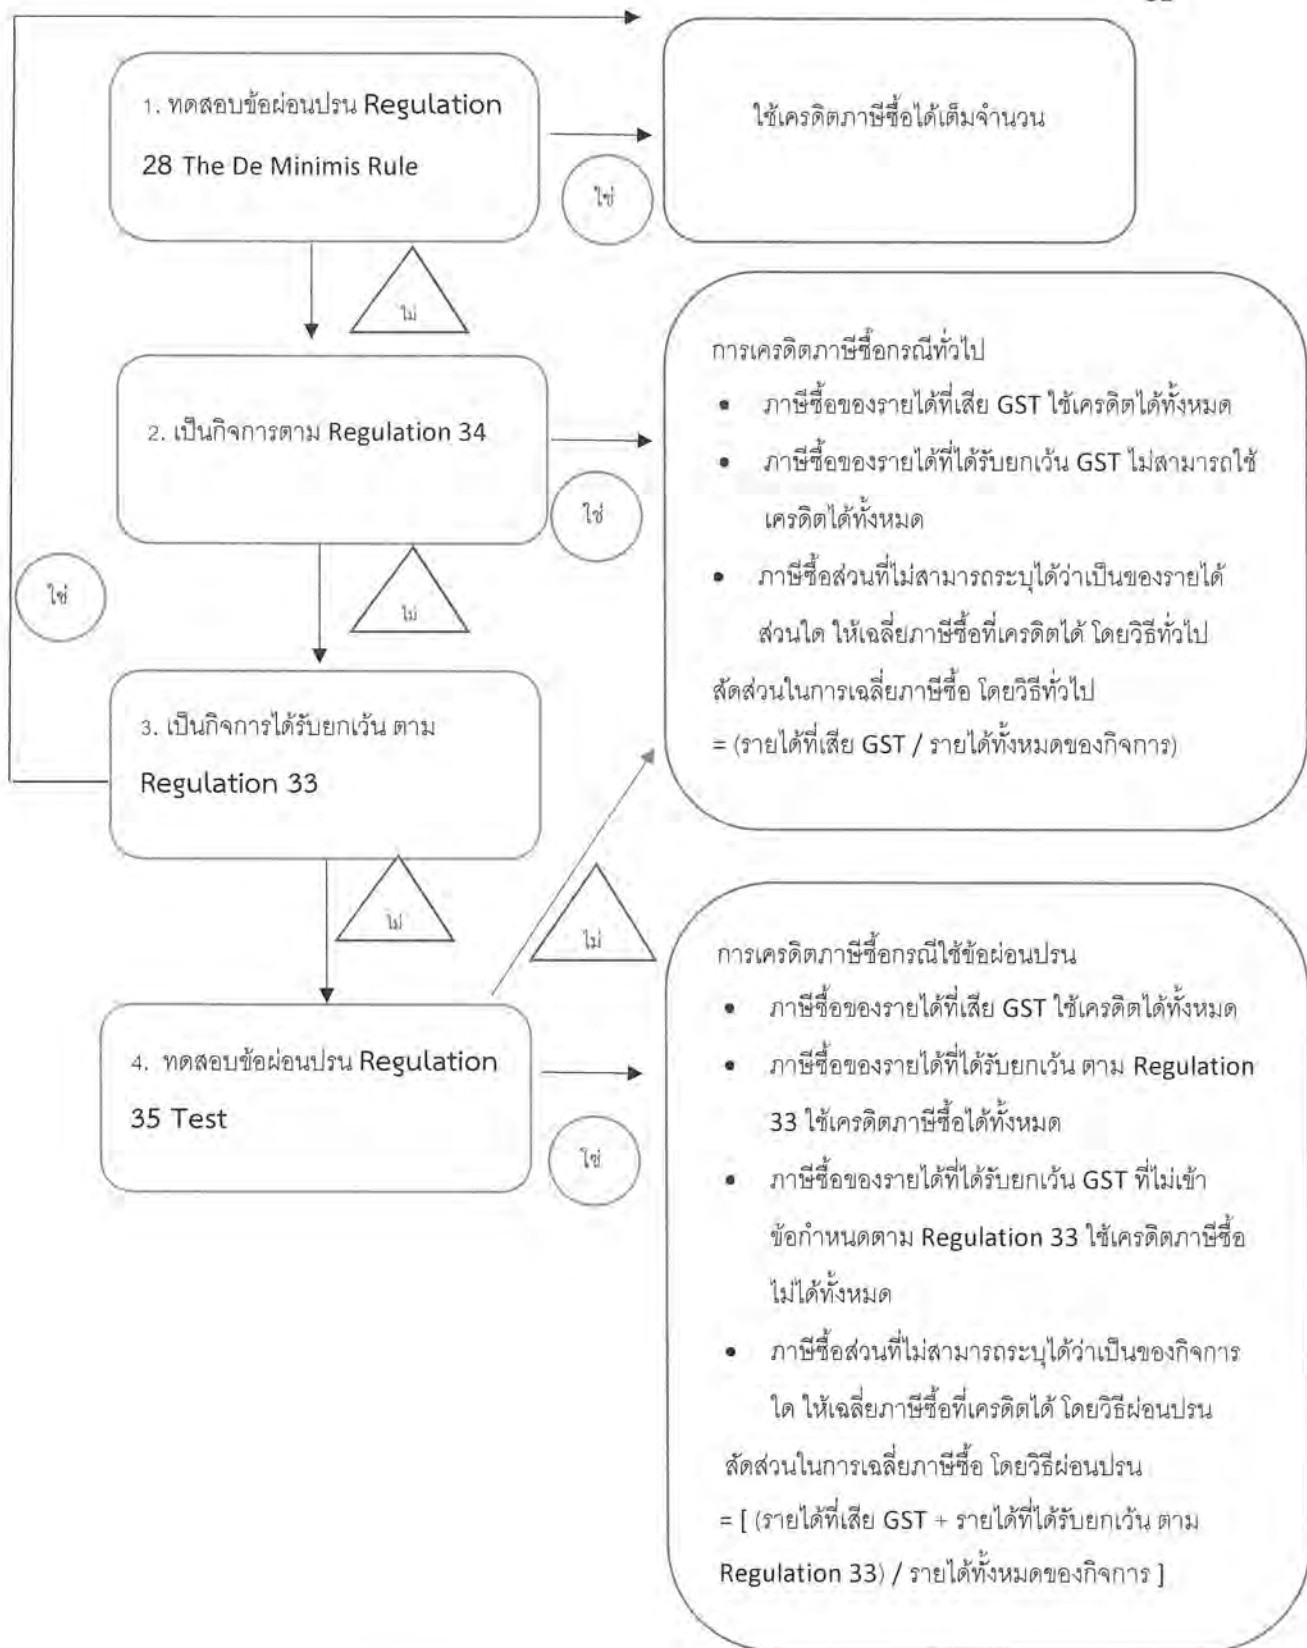 1. ทดสอบข้อผ่อนปรน Regulation
28 The De Minimis Rule
ใช่
ใช้เครดิตภาษีซื้อได้เต็มจำนวน
ไม่
2. เป็นกิจการตาม Regulation 34
ใช่
การเครดิตภาษีซื้อกรณีทั่วไป
• ภาษีซื้อของรายได้ที่เสีย GST ใช้เครดิตได้ทั้งหมด
• ภาษีซื้อของรายได้ที่ได้รับยกเว้น GST ไม่สามารถใช้
เครดิตได้ทั้งหมด
• ภาษีซื้อส่วนที่ไม่สามารถระบุได้ว่าเป็นของรายได้
ส่วนใด ให้เฉลี่ยภาษีซื้อที่เครดิตได้ โดยวิธีทั่วไป
สัดส่วนในการเฉลี่ยภาษีซื้อ โดยวิธีทั่วไป
= (รายได้ที่เสีย GST / รายได้ทั้งหมดของกิจการ)
ไม่
ใช่
3. เป็นกิจการได้รับยกเว้น ตาม
Regulation 33
ไม่
ไม่
4. ทดสอบข้อผ่อนปรน Regulation
35 Test
ใช่
การเครดิตภาษีซื้อกรณีใช้ข้อผ่อนปรน
• ภาษีซื้อของรายได้ที่เสีย GST ใช้เครดิตได้ทั้งหมด
• ภาษีซื้อของรายได้ที่ได้รับยกเว้น ตาม Regulation
33 ใช้เครดิตภาษีซื้อได้ทั้งหมด
• ภาษีซื้อของรายได้ที่ได้รับยกเว้น GST ที่ไม่เข้า
ข้อกำหนดตาม Regulation 33 ใช้เครดิตภาษีซื้อ
ไม่ได้ทั้งหมด
• ภาษีซื้อส่วนที่ไม่สามารถระบุได้ว่าเป็นของกิจการ
ใด ให้เฉลี่ยภาษีซื้อที่เครดิตได้ โดยวิธีผ่อนปรน
สัดส่วนในการเฉลี่ยภาษีซื้อ โดยวิธีผ่อนปรน
= [ (รายได้ที่เสีย GST + รายได้ที่ได้รับยกเว้น ตาม
Regulation 33) / รายได้ทั้งหมดของกิจการ ]